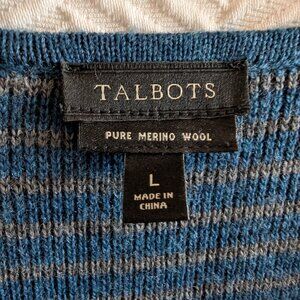 TALBOTS
PURE MERINO WOOL
L
MADE IN
CHINA